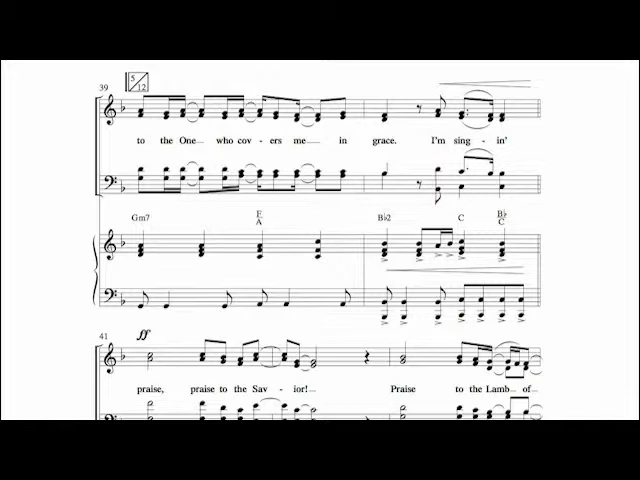 5
12
39
to the One who cov - ers me in grace. I'm sing - in'
Gm7 F A B♭2 C B♭ C
41 ff
praise, praise to the Sav - ior! Praise to the Lamb of